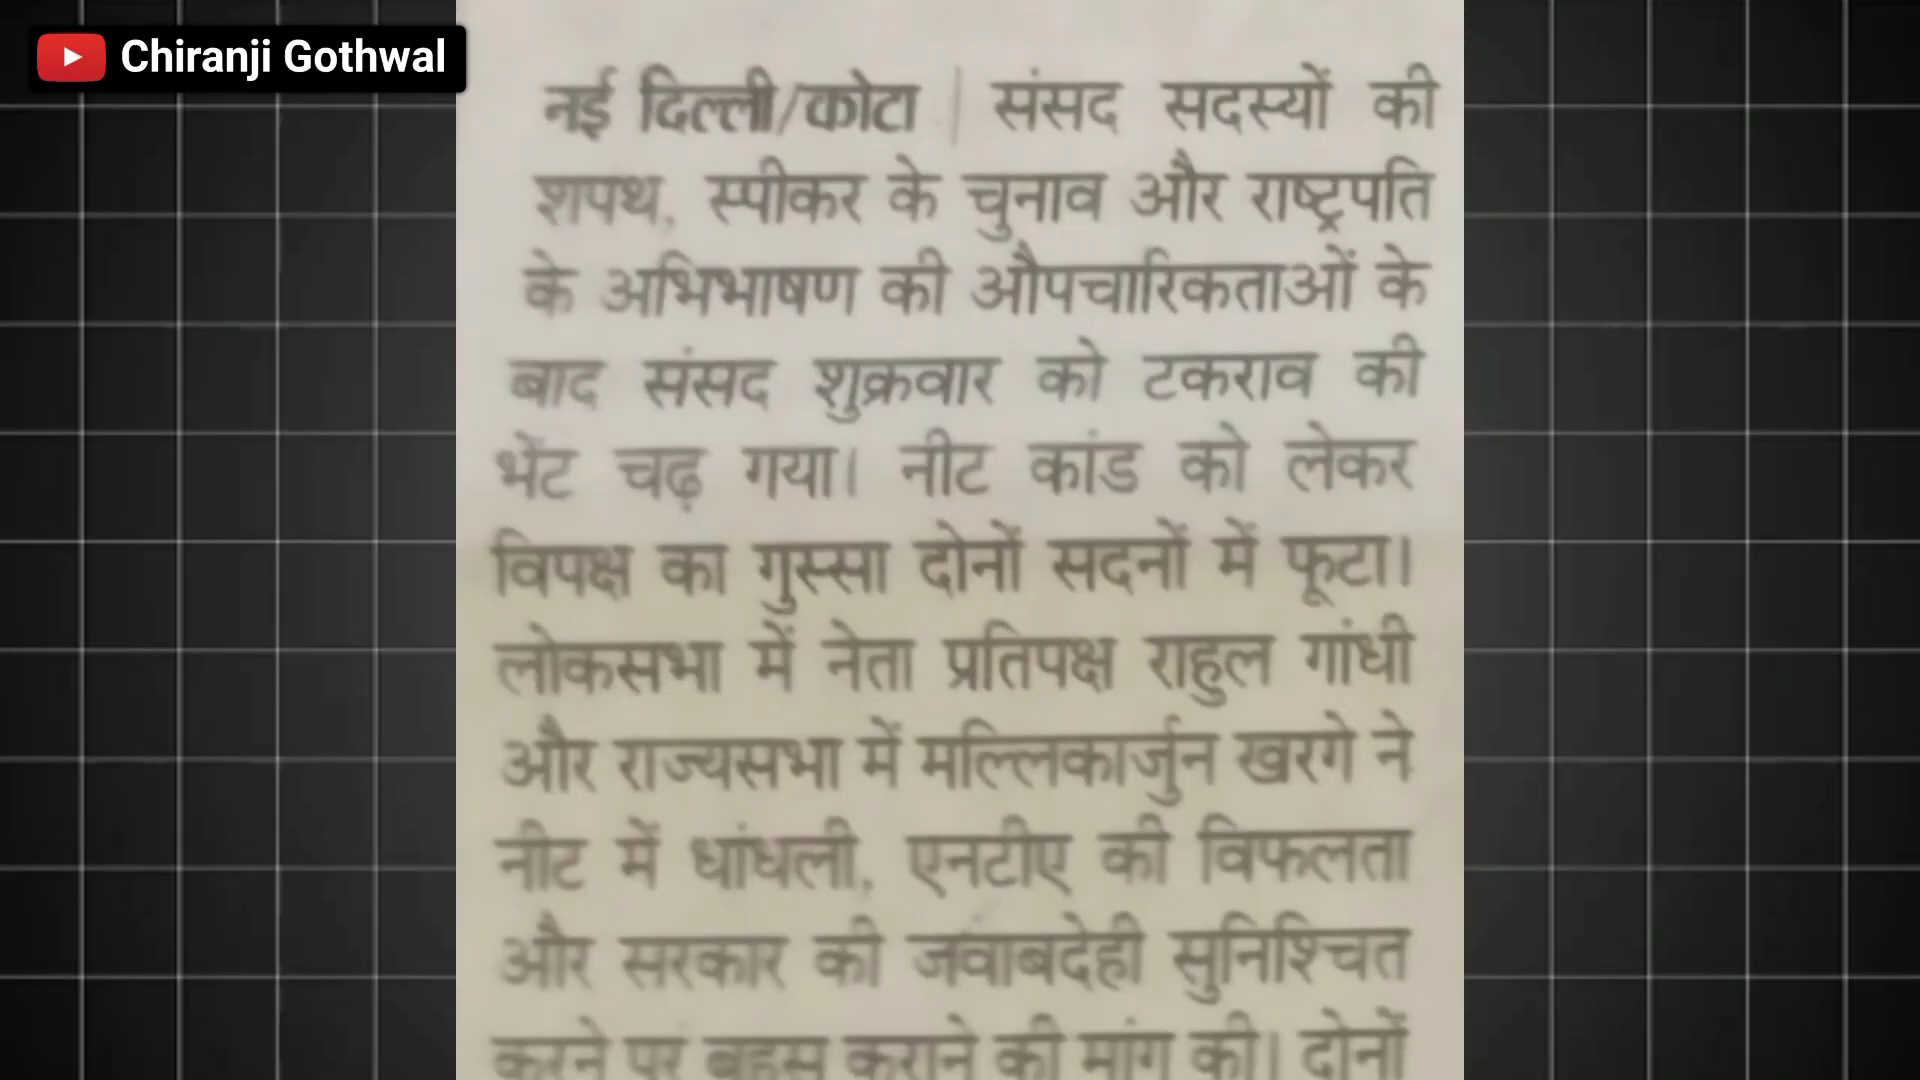 Chiranji Gothwal
नई दिल्ली/कोटा | संसद सदस्यों की
शपथ, स्पीकर के चुनाव और राष्ट्रपति
के अभिभाषण की औपचारिकताओं के
बाद संसद शुक्रवार को टकराव की
भेंट चढ़ गया। नीट कांड को लेकर
विपक्ष का गुस्सा दोनों सदनों में फूटा।
लोकसभा में नेता प्रतिपक्ष राहुल गांधी
और राज्यसभा में मल्लिकार्जुन खरगे ने
नीट में धांधली, एनटीए की विफलता
और सरकार की जवाबदेही सुनिश्चित
करने पर बहस कराने की मांग की। दोनों